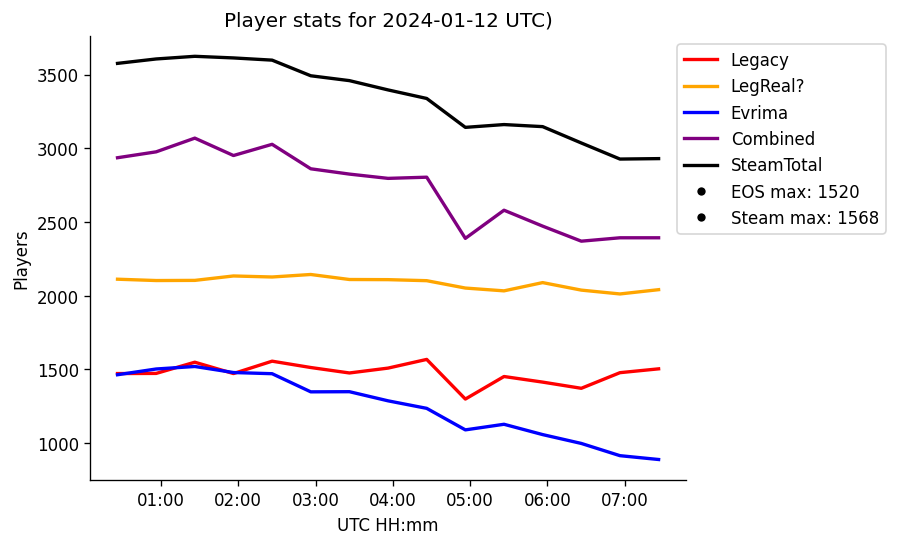 Player stats for 2024-01-12 UTC)
Legacy
LegReal?
Evrima
Combined
SteamTotal
EOS max: 1520
Steam max: 1568
Players
3500
3000
2500
2000
1500
1000
01:00 02:00 03:00 04:00 05:00 06:00 07:00
UTC HH:mm